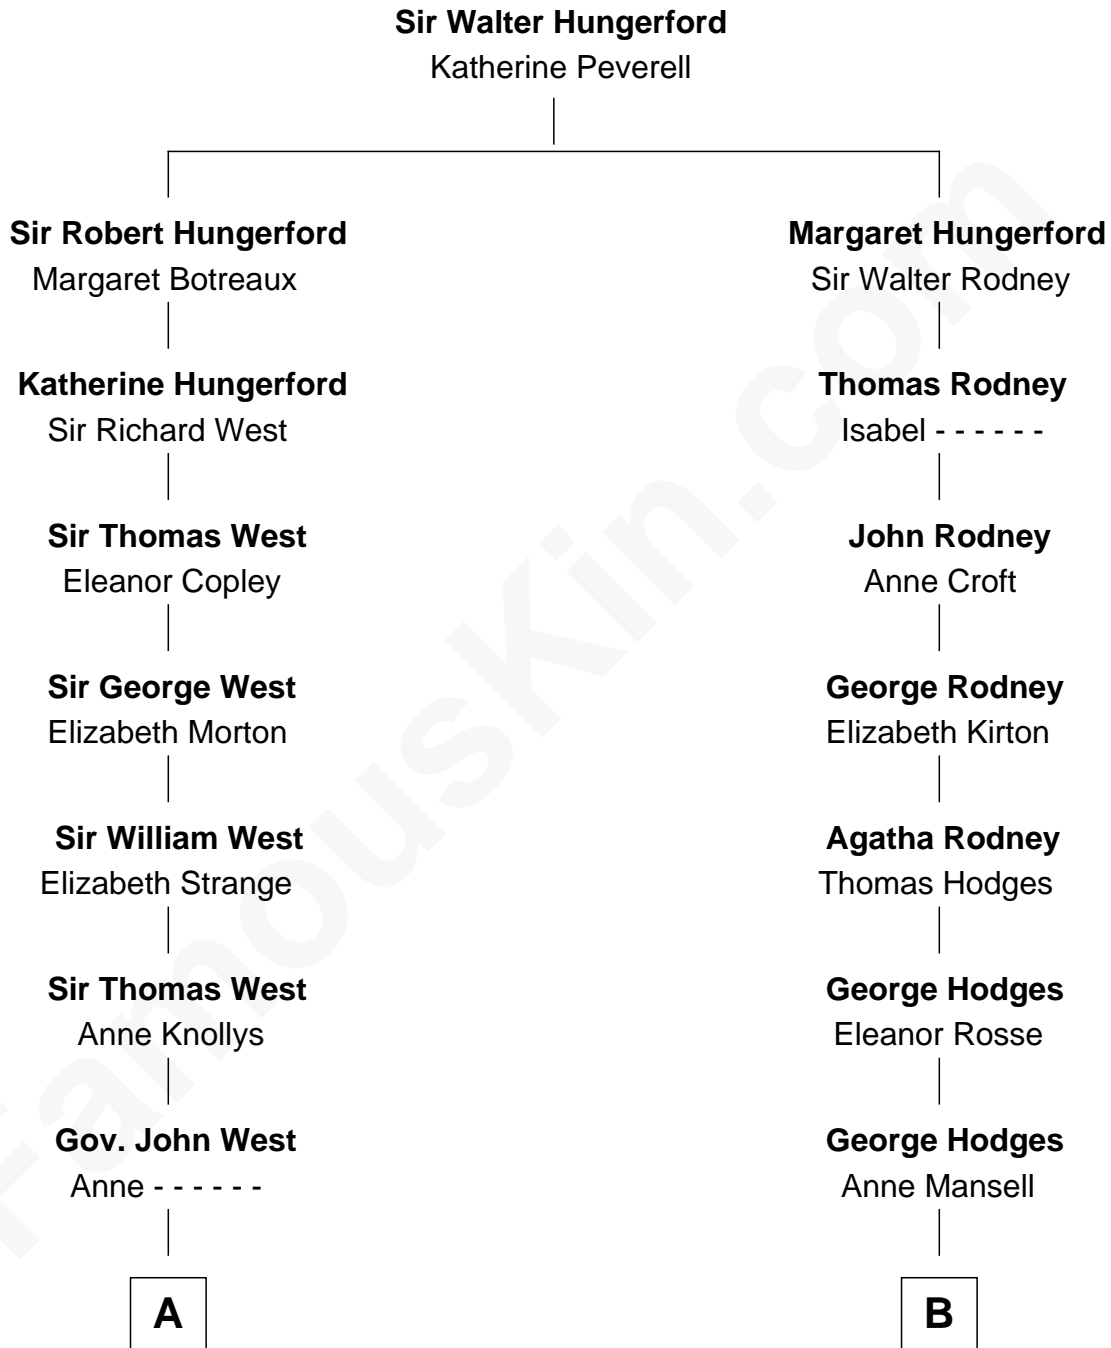 Sir Walter Hungerford
Katherine Peverell
Sir Robert Hungerford
Margaret Botreaux
Margaret Hungerford
Sir Walter Rodney
Katherine Hungerford
Sir Richard West
Thomas Rodney
Isabel - - - - - -
Sir Thomas West
Eleanor Copley
John Rodney
Anne Croft
Sir George West
Elizabeth Morton
George Rodney
Elizabeth Kirton
Sir William West
Elizabeth Strange
Agatha Rodney
Thomas Hodges
Sir Thomas West
Anne Knollys
George Hodges
Eleanor Rosse
Gov. John West
Anne - - - - - -
George Hodges
Anne Mansell
A
B
FamousKin.com